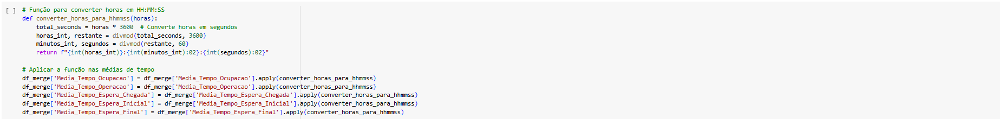 [ ] # Função para converter horas em HH:MM:SS
def converter_horas_para_hhmmss(horas):
    total_seconds = horas * 3600  # Converte horas em segundos
    horas_int, restante = divmod(total_seconds, 3600)
    minutos_int, segundos = divmod(restante, 60)
    return f"{int(horas_int)}:{int(minutos_int):02}:{int(segundos):02}"

# Aplicar a função nas médias de tempo
df_merge['Media_Tempo_Ocupacao'] = df_merge['Media_Tempo_Ocupacao'].apply(converter_horas_para_hhmmss)
df_merge['Media_Tempo_Operacao'] = df_merge['Media_Tempo_Operacao'].apply(converter_horas_para_hhmmss)
df_merge['Media_Tempo_Espera_Chegada'] = df_merge['Media_Tempo_Espera_Chegada'].apply(converter_horas_para_hhmmss)
df_merge['Media_Tempo_Espera_Inicial'] = df_merge['Media_Tempo_Espera_Inicial'].apply(converter_horas_para_hhmmss)
df_merge['Media_Tempo_Espera_Final'] = df_merge['Media_Tempo_Espera_Final'].apply(converter_horas_para_hhmmss)